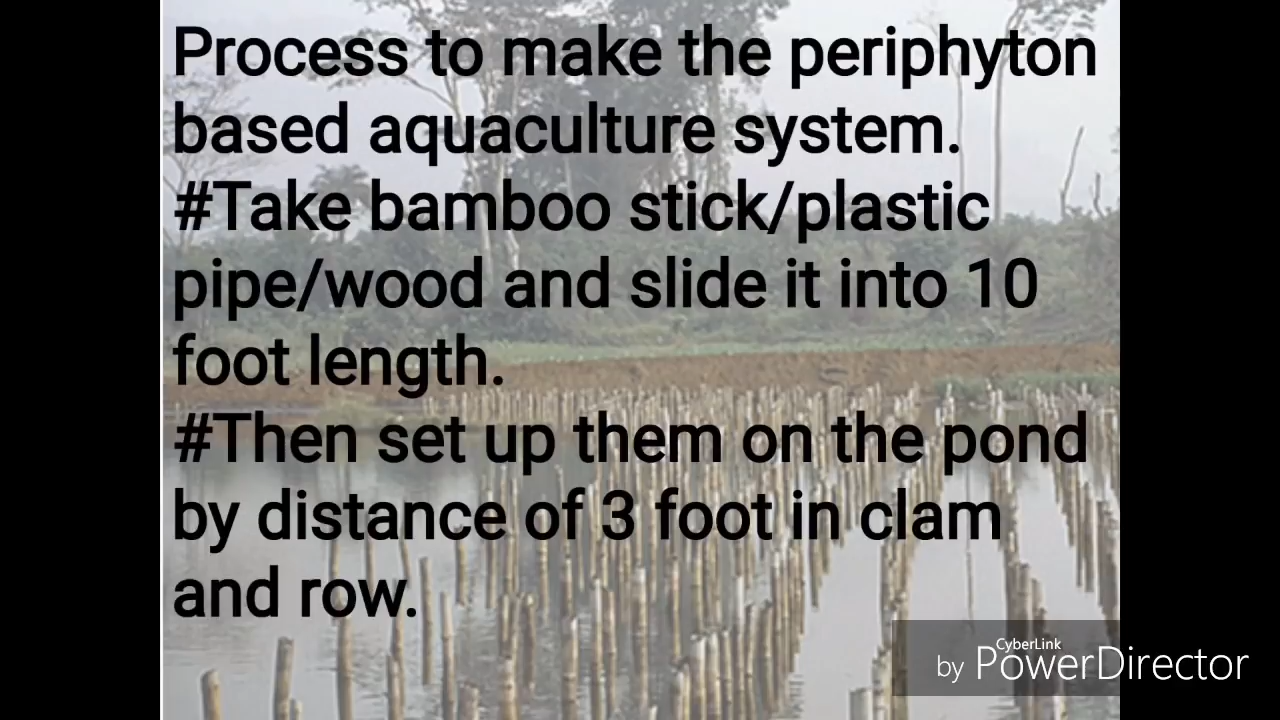 Process to make the periphyton
based aquaculture system.
#Take bamboo stick/plastic
pipe/wood and slide it into 10
foot length.
#Then set up them on the pond
by distance of 3 foot in clam
and row.
CyberLink
by PowerDirector